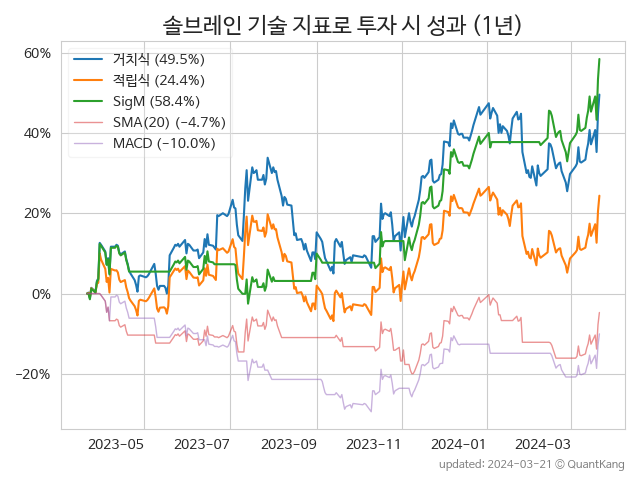 솔브레인 기술 지표로 투자 시 성과 (1년)
60%
40%
20%
0%
−20%
거치식 (49.5%)
적립식 (24.4%)
SigM (58.4%)
SMA(20) (−4.7%)
MACD (−10.0%)
2023−05
2023−07
2023−09
2023−11
2024−01
2024−03
updated: 2024−03−21 © QuantKang